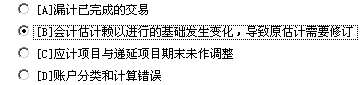 [A]漏计已完成的交易
[B]会计估计赖以进行的基础发生变化,导致原估计需要修订
[C]应计项目与递延项目期末未作调整
[D]账户分类和计算错误